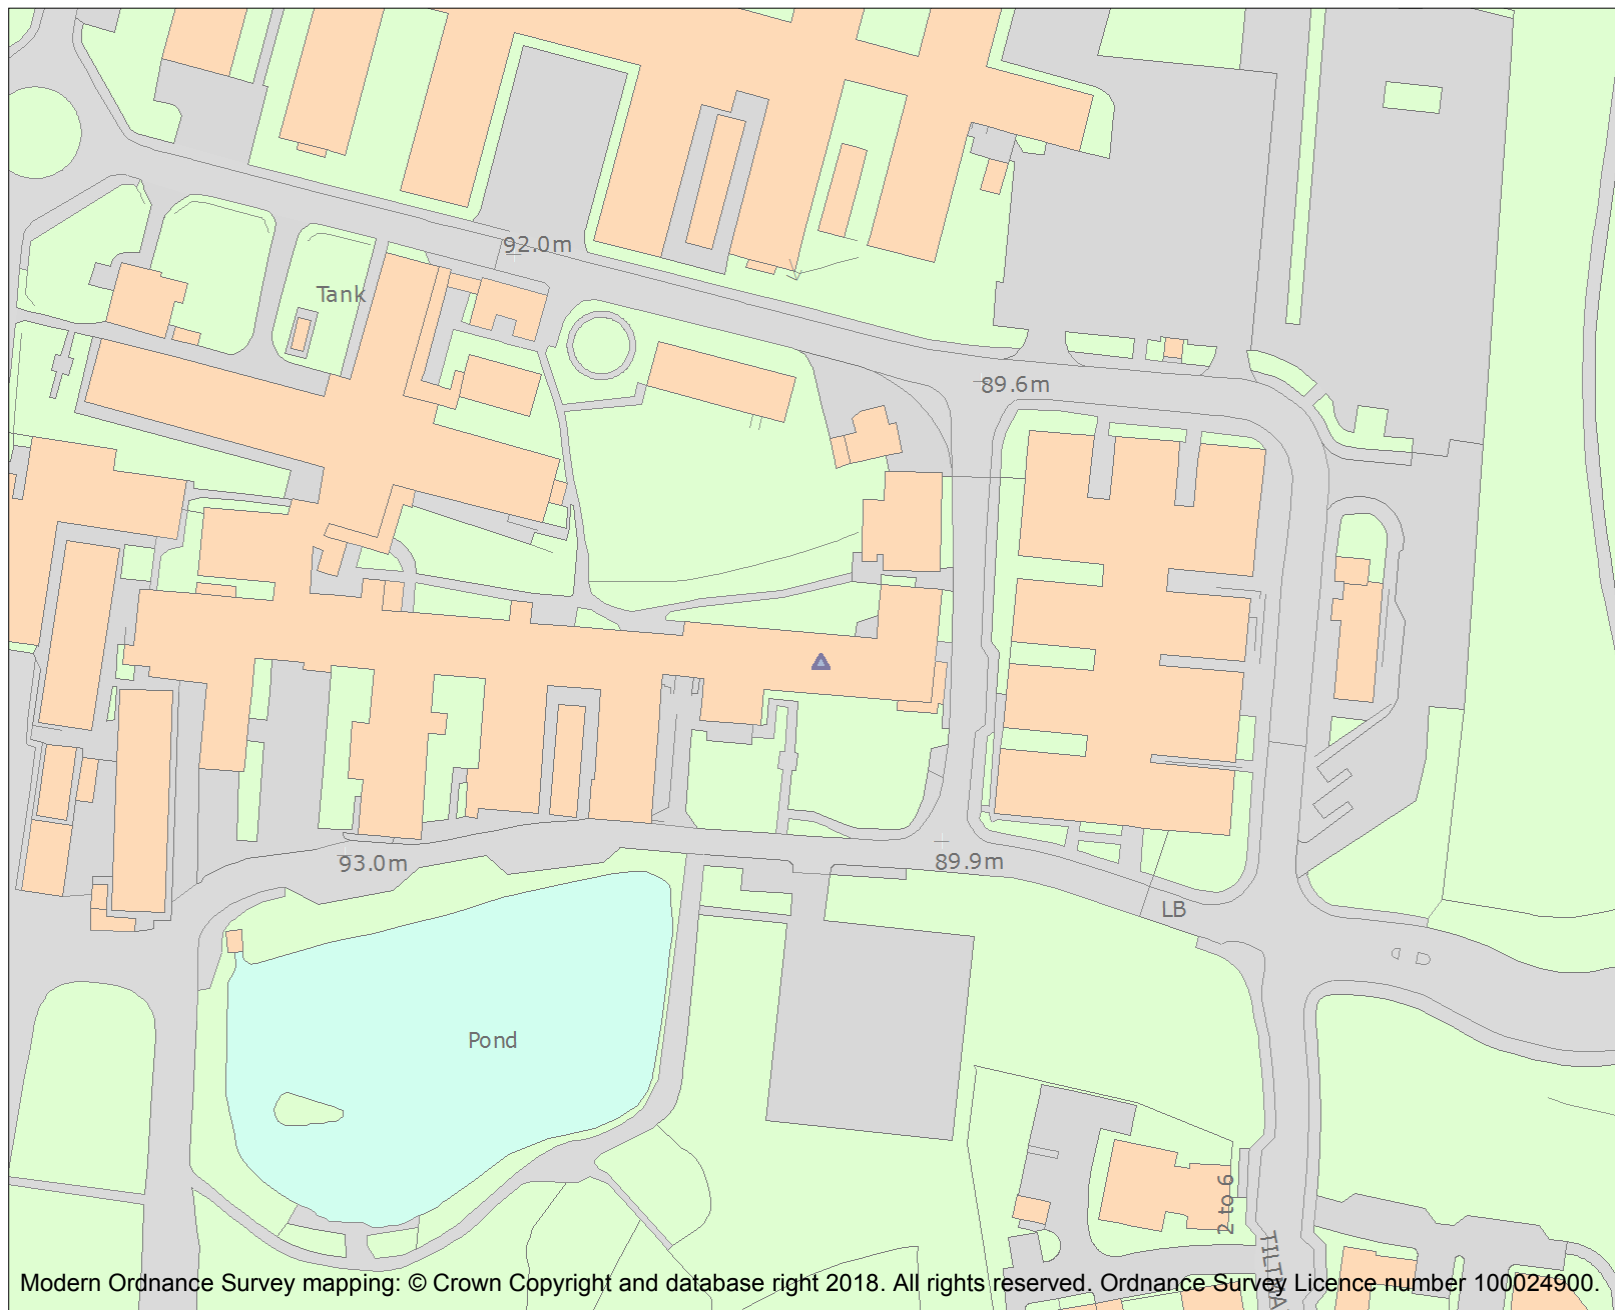 92.0m
Tank
89.6m
93.0m
89.9m
LB
Pond
2 to 6
Modern Ordnance Survey mapping: © Crown Copyright and database right 2018. All rights reserved. Ordnance Survey Licence number 100024900.